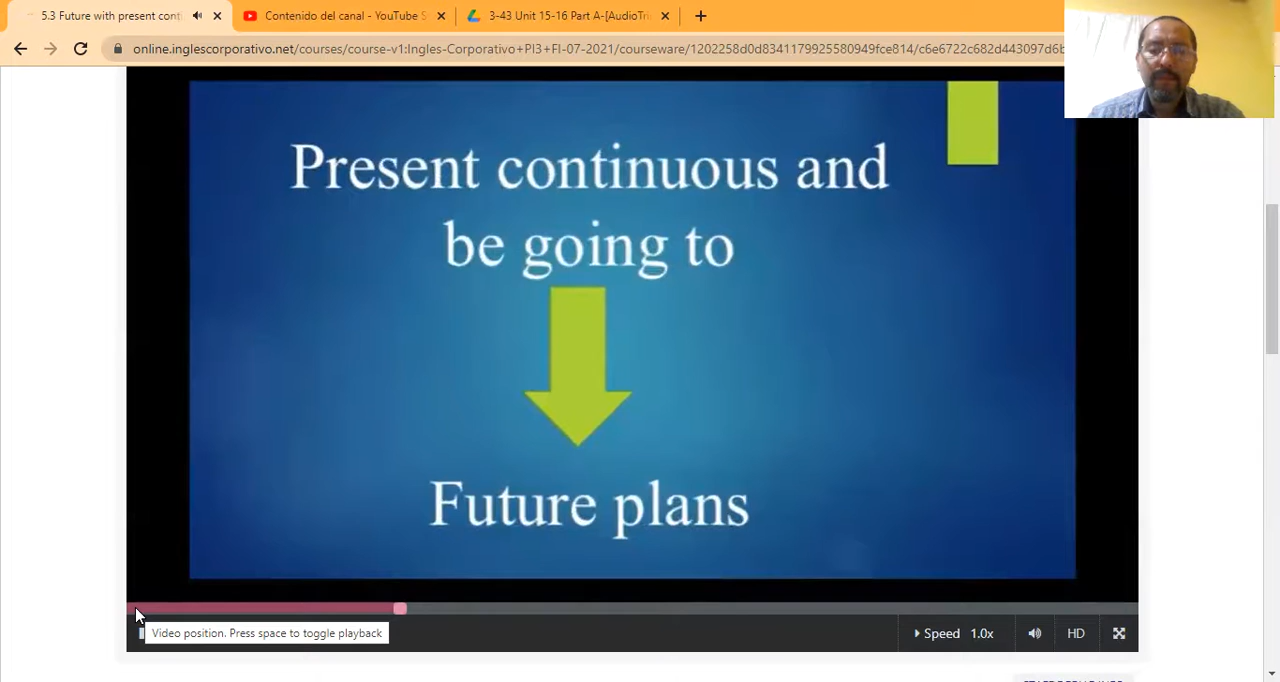 5.3 Future with present cont
Contenido del canal - YouTube S
3-43 Unit 15-16 Part A-[AudioTri
online.inglescorporativo.net/courses/course-v1:Ingles-Corporativo+PI3+FI-07-2021/courseware/1202258d0d8341179925580949fce814/c6e6722c682d443097d6b
Present continuous and
be going to
Future plans
Video position. Press space to toggle playback
Speed 1.0x
HD